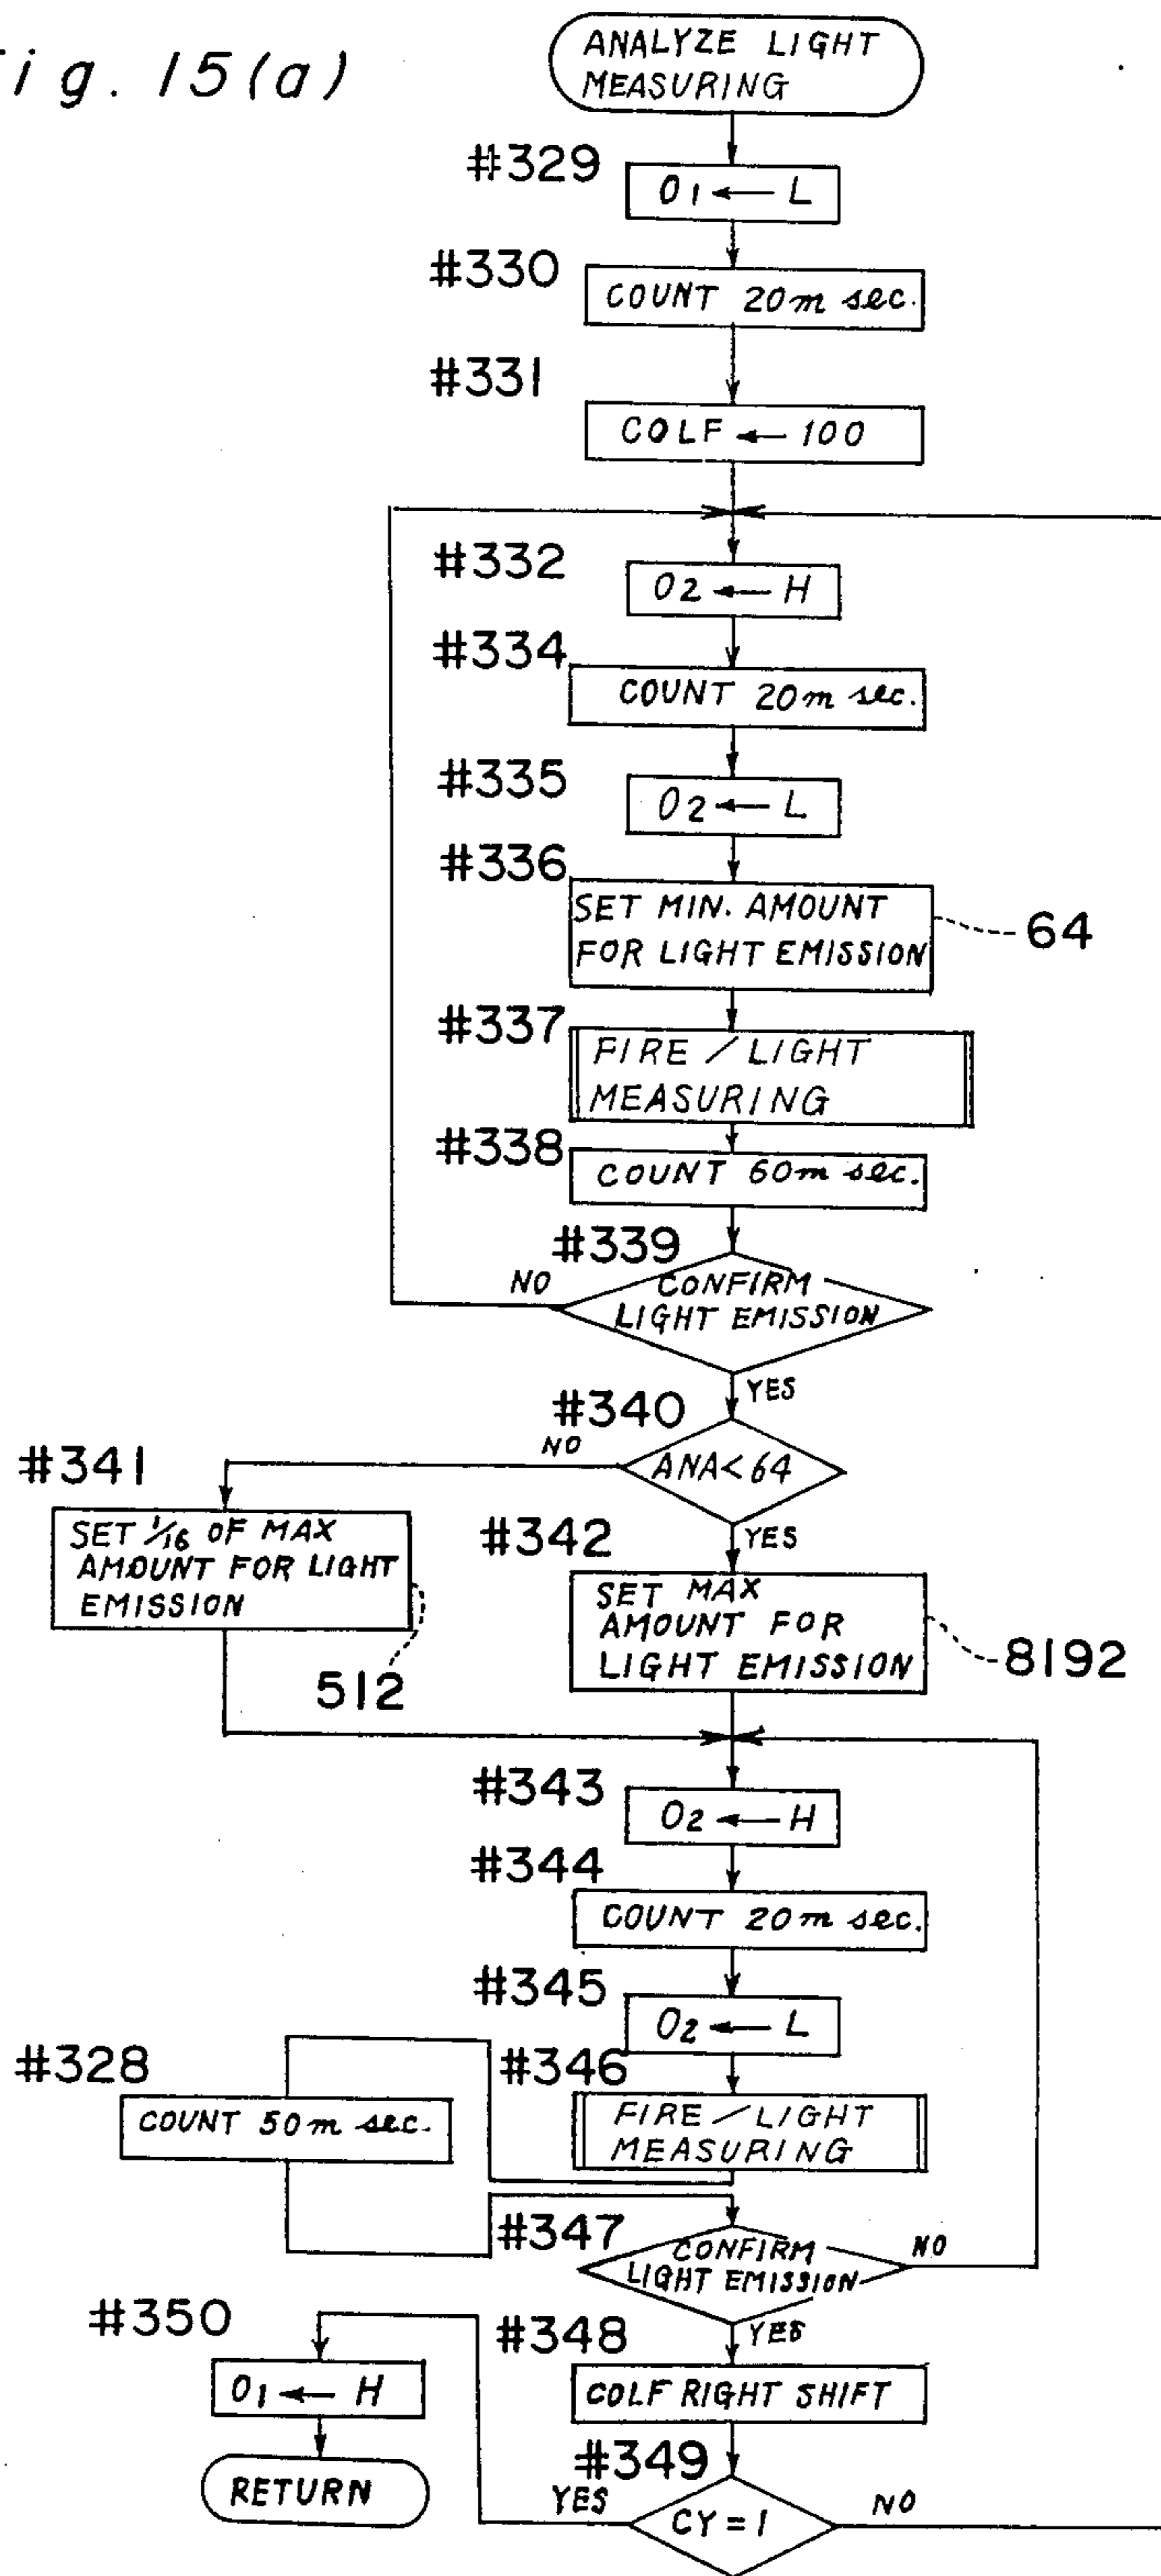 ig. 15(a)
ANALYZE LIGHT
MEASURING
#329
O1 ← L
#330
COUNT 20m sec.
#331
COLF ← 100
#332
O2 ← H
#334
COUNT 20m sec.
#335
O2 ← L
#336
SET MIN. AMOUNT
FOR LIGHT EMISSION
64
#337
FIRE / LIGHT
MEASURING
#338
COUNT 60m sec.
#339
CONFIRM
LIGHT EMISSION
NO
YES
#340
ANA<64
NO
YES
#341
SET 1/16 OF MAX
AMOUNT FOR LIGHT
EMISSION
512
#342
SET MAX
AMOUNT FOR
LIGHT EMISSION
8192
#343
O2 ← H
#344
COUNT 20m sec.
#345
O2 ← L
#346
FIRE / LIGHT
MEASURING
#328
COUNT 50m sec.
#347
CONFIRM
LIGHT EMISSION
NO
YES
#348
COLF RIGHT SHIFT
#349
CY = 1
YES
NO
#350
O1 ← H
RETURN